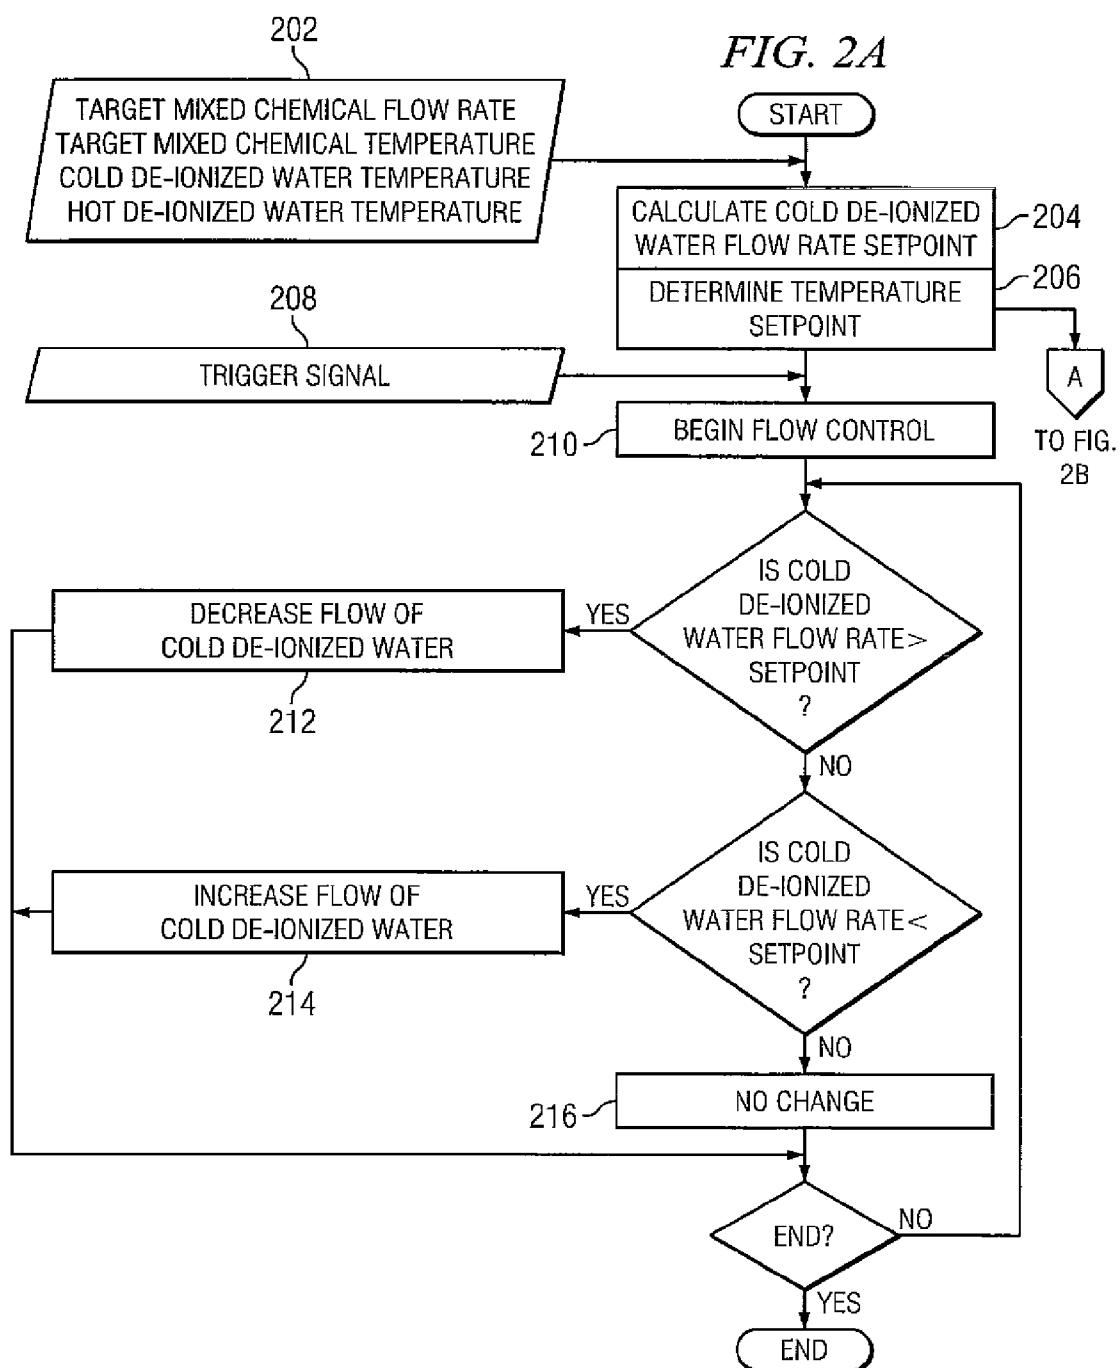 202
FIG. 2A
TARGET MIXED CHEMICAL FLOW RATE
TARGET MIXED CHEMICAL TEMPERATURE
COLD DE-IONIZED WATER TEMPERATURE
HOT DE-IONIZED WATER TEMPERATURE
START
CALCULATE COLD DE-IONIZED
WATER FLOW RATE SETPOINT
204
DETERMINE TEMPERATURE
SETPOINT
206
208
TRIGGER SIGNAL
A
TO FIG.
2B
210
BEGIN FLOW CONTROL
IS COLD
DE-IONIZED
WATER FLOW RATE>
SETPOINT
?
YES
DECREASE FLOW OF
COLD DE-IONIZED WATER
212
NO
IS COLD
DE-IONIZED
WATER FLOW RATE<
SETPOINT
?
YES
INCREASE FLOW OF
COLD DE-IONIZED WATER
214
NO
216
NO CHANGE
END?
NO
YES
END